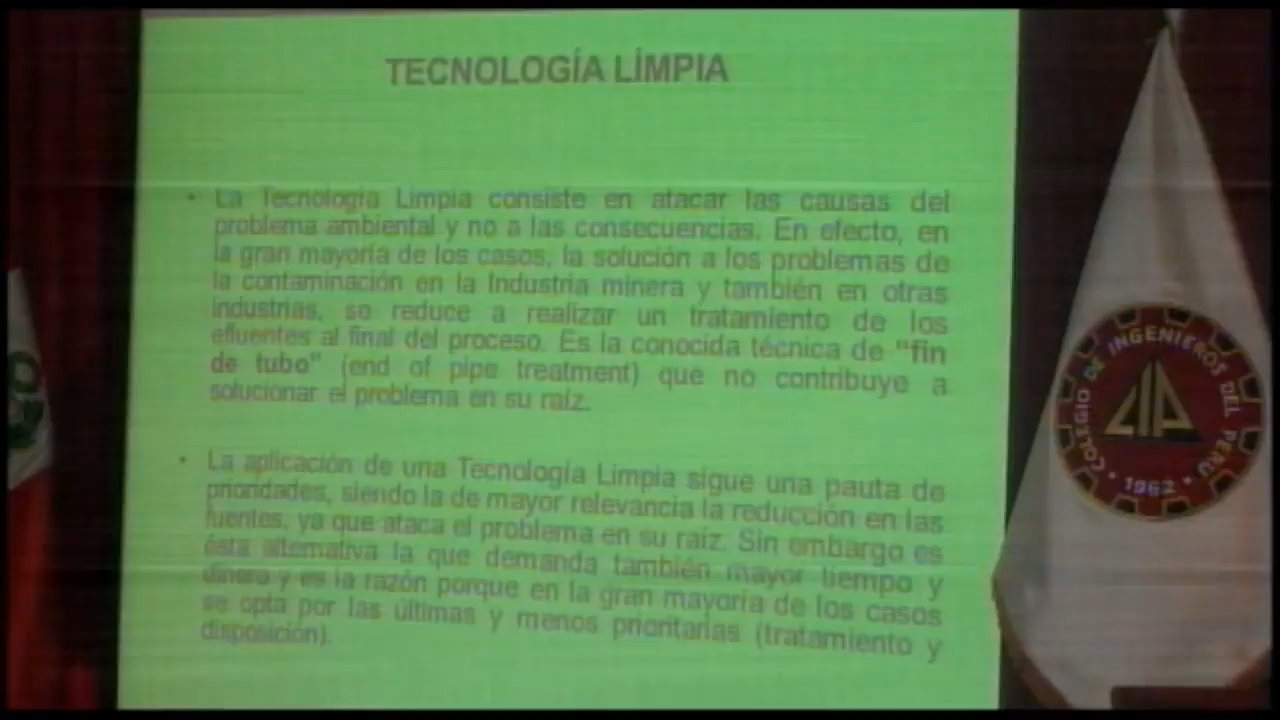 TECNOLOGÍA LÍMPIA
• La Tecnología Limpia consiste en atacar las causas del
problema ambiental y no a las consecuencias. En efecto, en
la gran mayoría de los casos, la solución a los problemas de
la contaminación en la Industria minera y también en otras
industrias, se reduce a realizar un tratamiento de los
efluentes al final del proceso. Es la conocida técnica de "fin
de tubo" (end of pipe treatment) que no contribuye a
solucionar el problema en su raíz.
• La aplicación de una Tecnología Limpia sigue una pauta de
prioridades, siendo la de mayor relevancia la reducción en las
fuentes, ya que ataca el problema en su raíz. Sin embargo es
ésta alternativa la que demanda también mayor tiempo y
dinero y es la razón porque en la gran mayoría de los casos
se opta por las últimas y menos prioritarias (tratamiento y
disposición).
COLEGIO DE INGENIEROS DEL PERU
CIP
• 1962 •